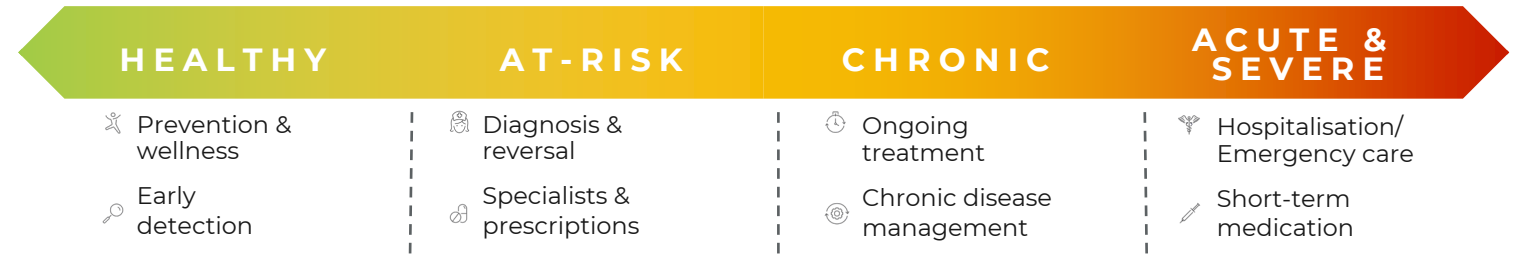 HEALTHY
AT-RISK
CHRONIC
ACUTE &
SEVERE
Prevention &
wellness
Early
detection
Diagnosis &
reversal
Specialists &
prescriptions
Ongoing
treatment
Chronic disease
management
Hospitalisation/
Emergency care
Short-term
medication